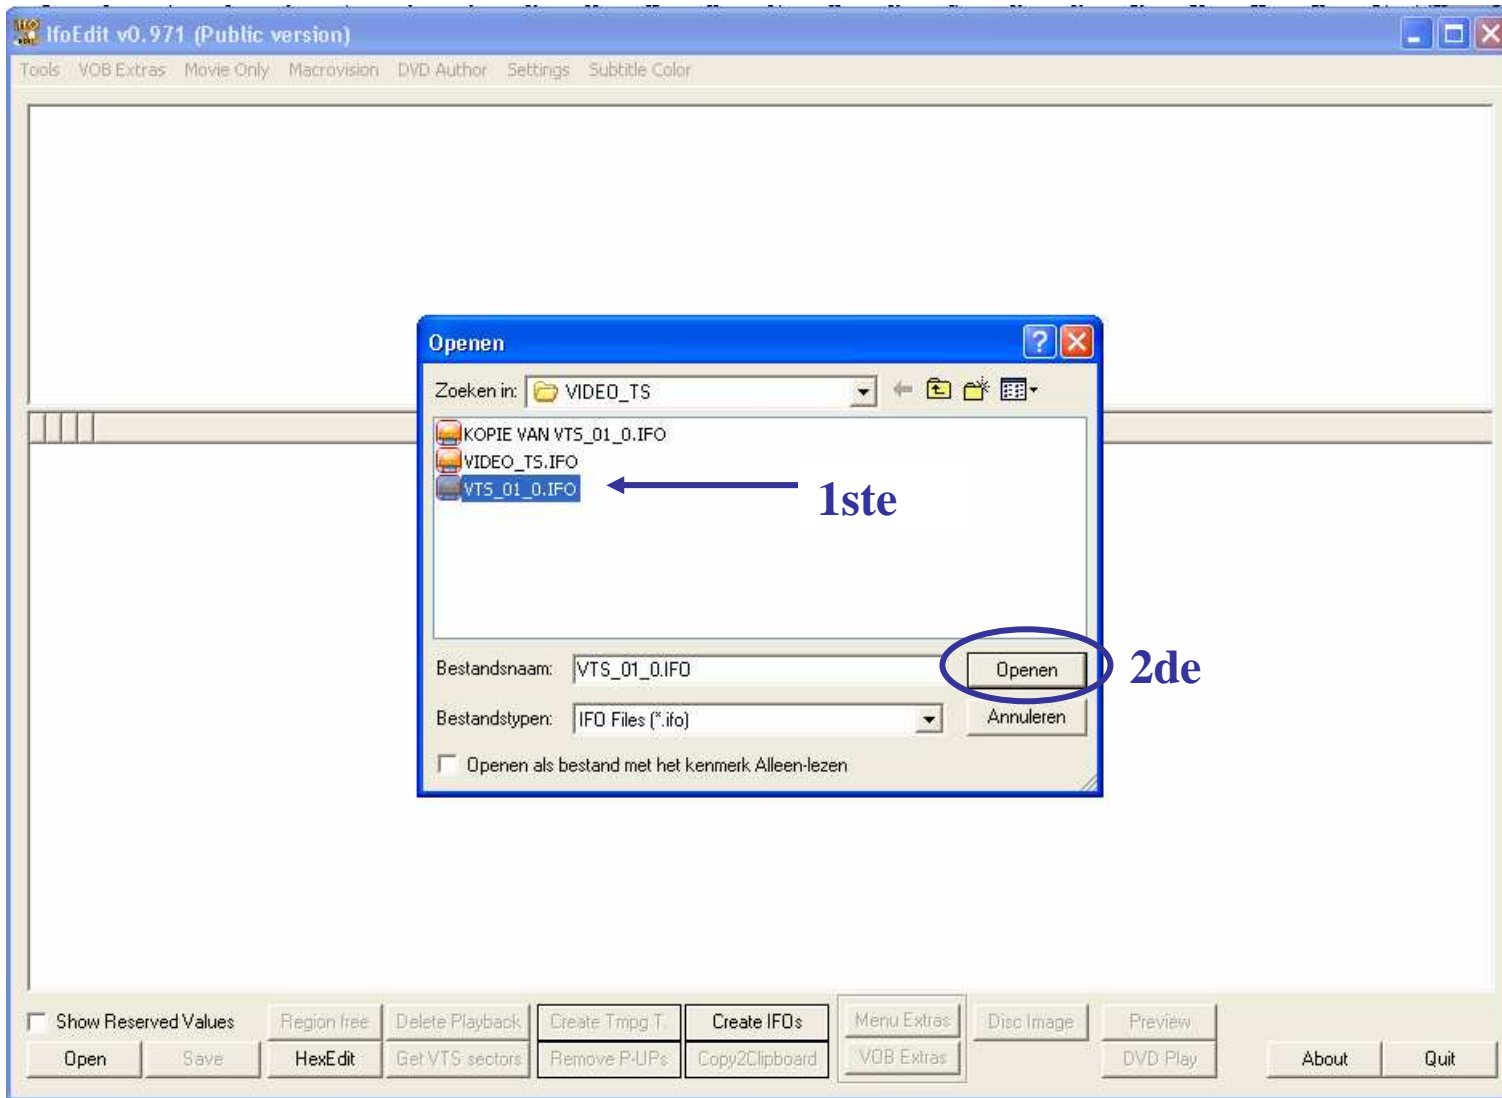 IfoEdit v0.971 (Public version)
Tools VOB Extras Movie Only Macrovision DVD Author Settings Subtitle Color
Openen
Zoeken in: VIDEO_TS
KOPIE VAN VTS_01_0.IFO
VIDEO_TS.IFO
VTS_01_0.IFO
1ste
Bestandsnaam: VTS_01_0.IFO Openen
2de
Bestandstypen: IFO Files (*.ifo) Annuleren
Openen als bestand met het kenmerk Alleen-lezen
Show Reserved Values Region free Delete Playback Create Tmpg T. Create IFOs Menu Extras Disc Image Preview
Open Save HexEdit Get VTS sectors Remove P-UPs Copy2Clipboard VOB Extras DVD Play About Quit